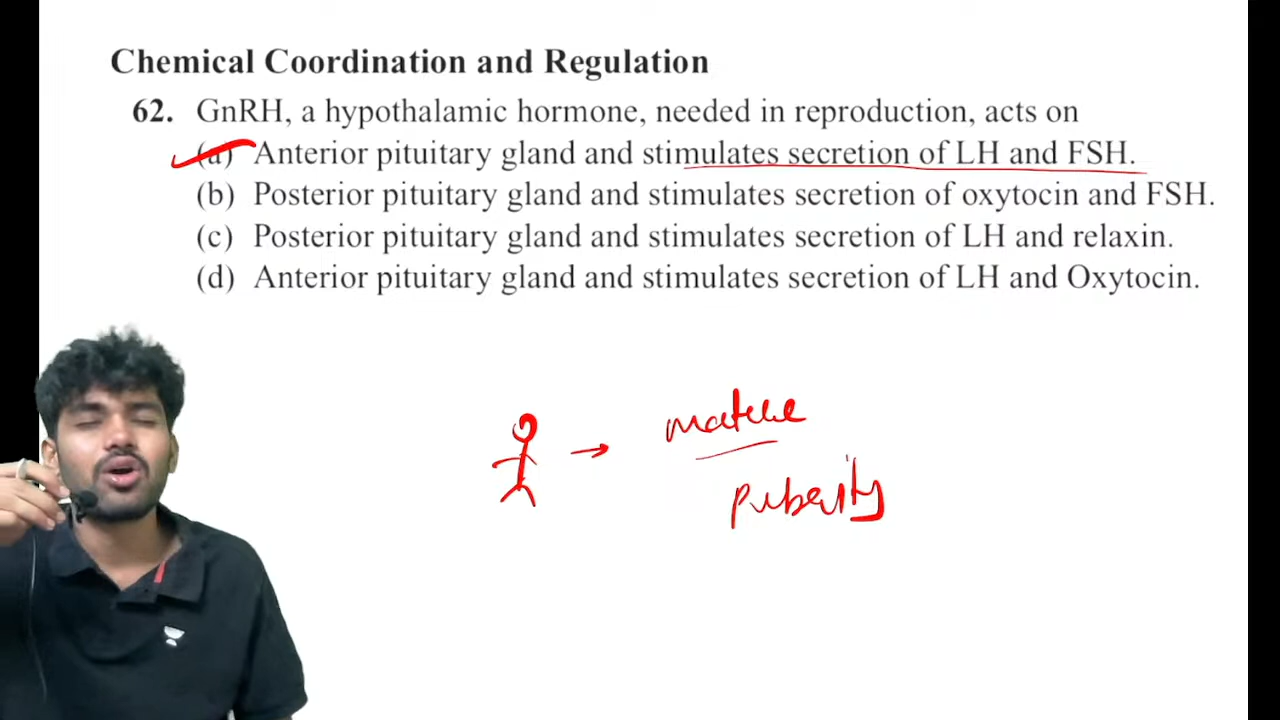 Chemical Coordination and Regulation
62. GnRH, a hypothalamic hormone, needed in reproduction, acts on
(a) Anterior pituitary gland and stimulates secretion of LH and FSH.
(b) Posterior pituitary gland and stimulates secretion of oxytocin and FSH.
(c) Posterior pituitary gland and stimulates secretion of LH and relaxin.
(d) Anterior pituitary gland and stimulates secretion of LH and Oxytocin.
mature
puberity